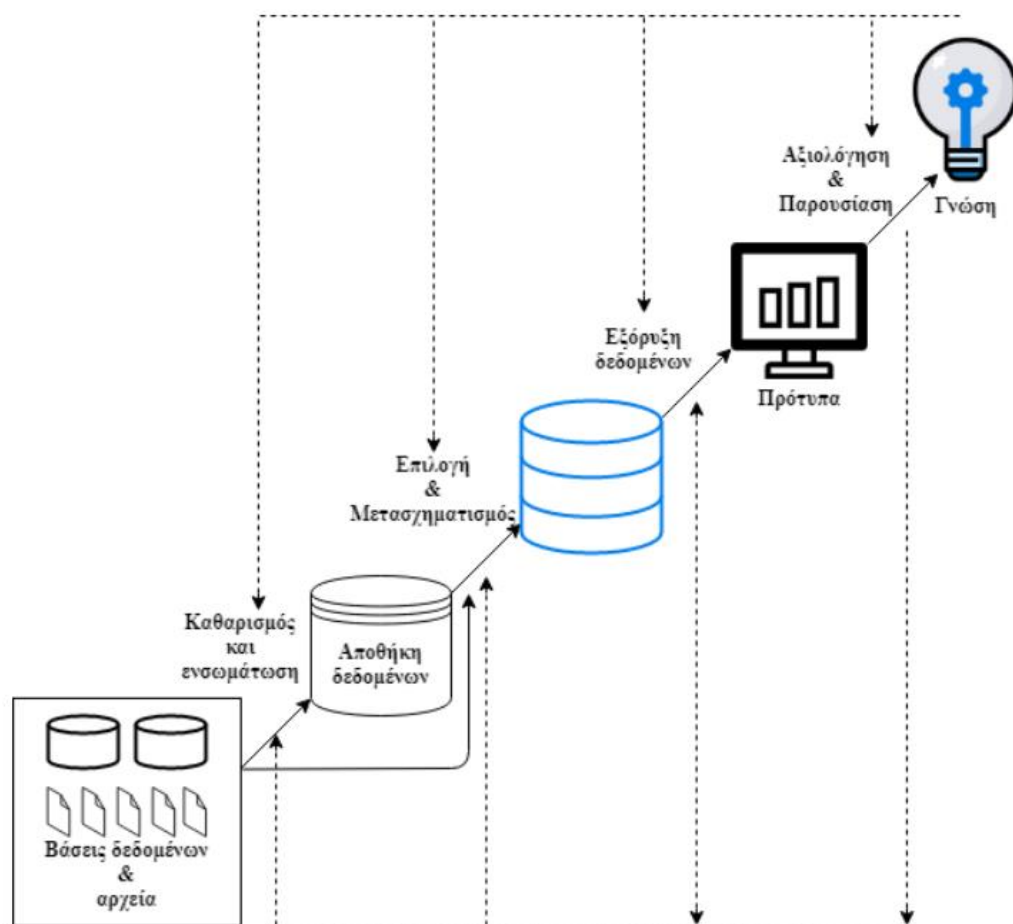 Αξιολόγηση
&
Παρουσίαση
Γνώση
Εξόρυξη
δεδομένων
Πρότυπα
Επιλογή
&
Μετασχηματισμός
Καθαρισμός
και
ενσωμάτωση
Αποθήκη
δεδομένων
Βάσεις δεδομένων
&
αρχεία